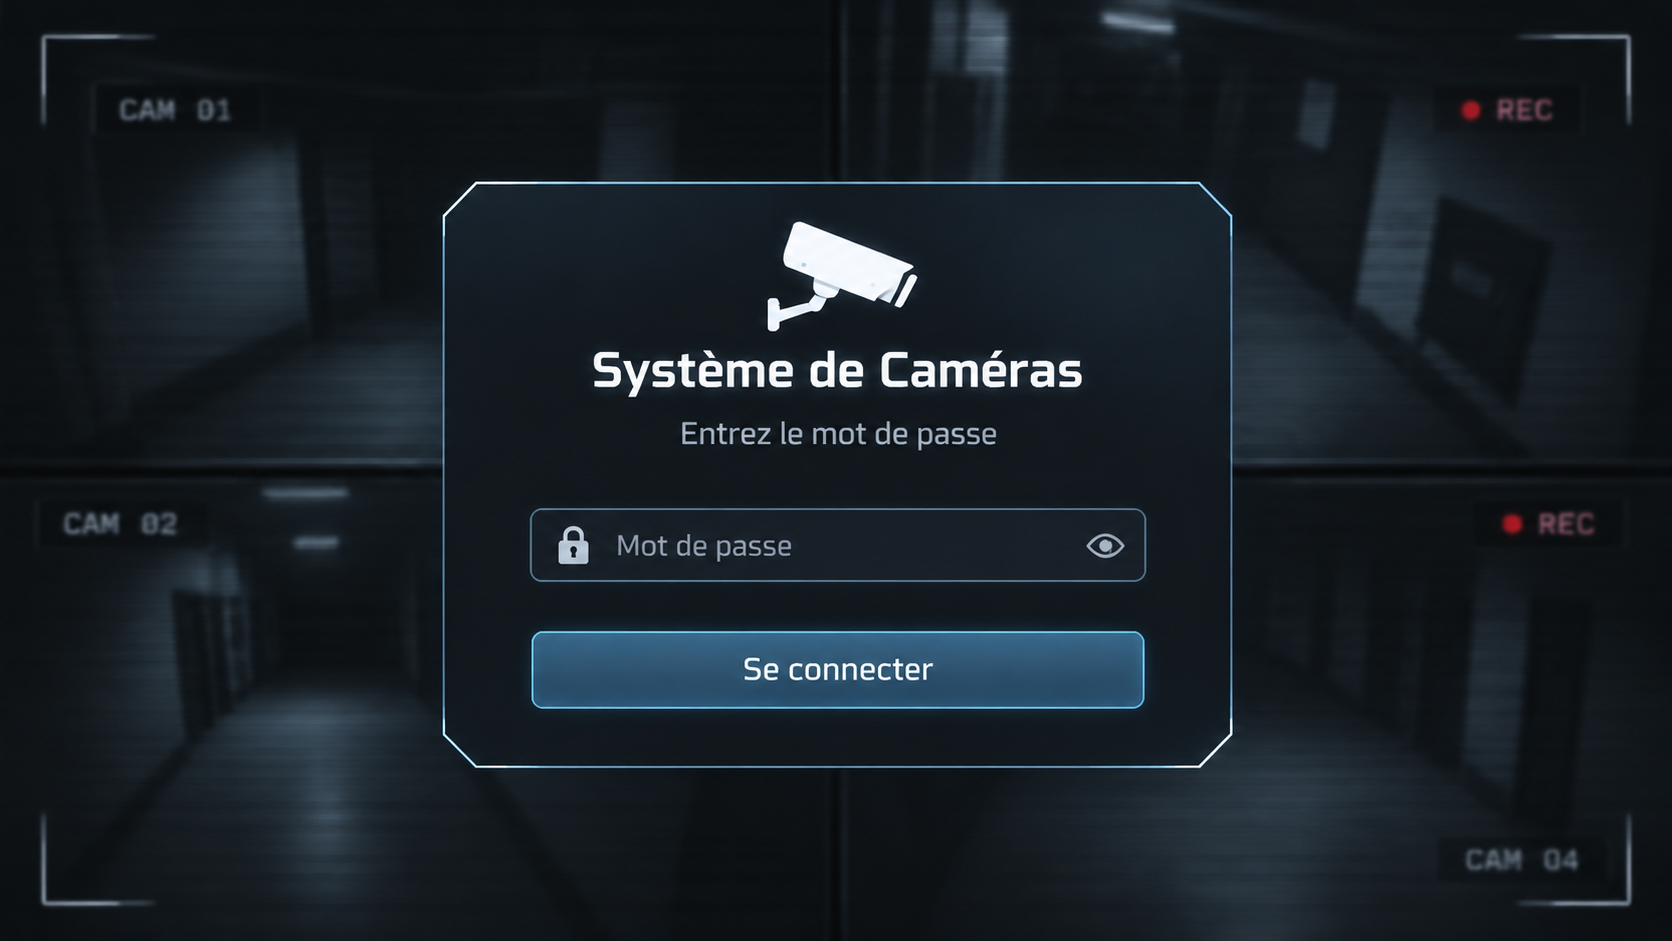 CAM 01
REC
Système de Caméras
Entrez le mot de passe
Mot de passe
Se connecter
CAM 02
REC
CAM 04